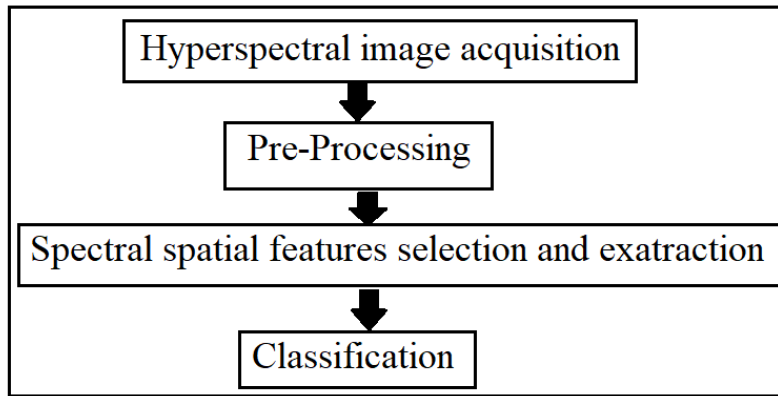 Hyperspectral image acquisition
Pre-Processing
Spectral spatial features selection and exatraction
Classification